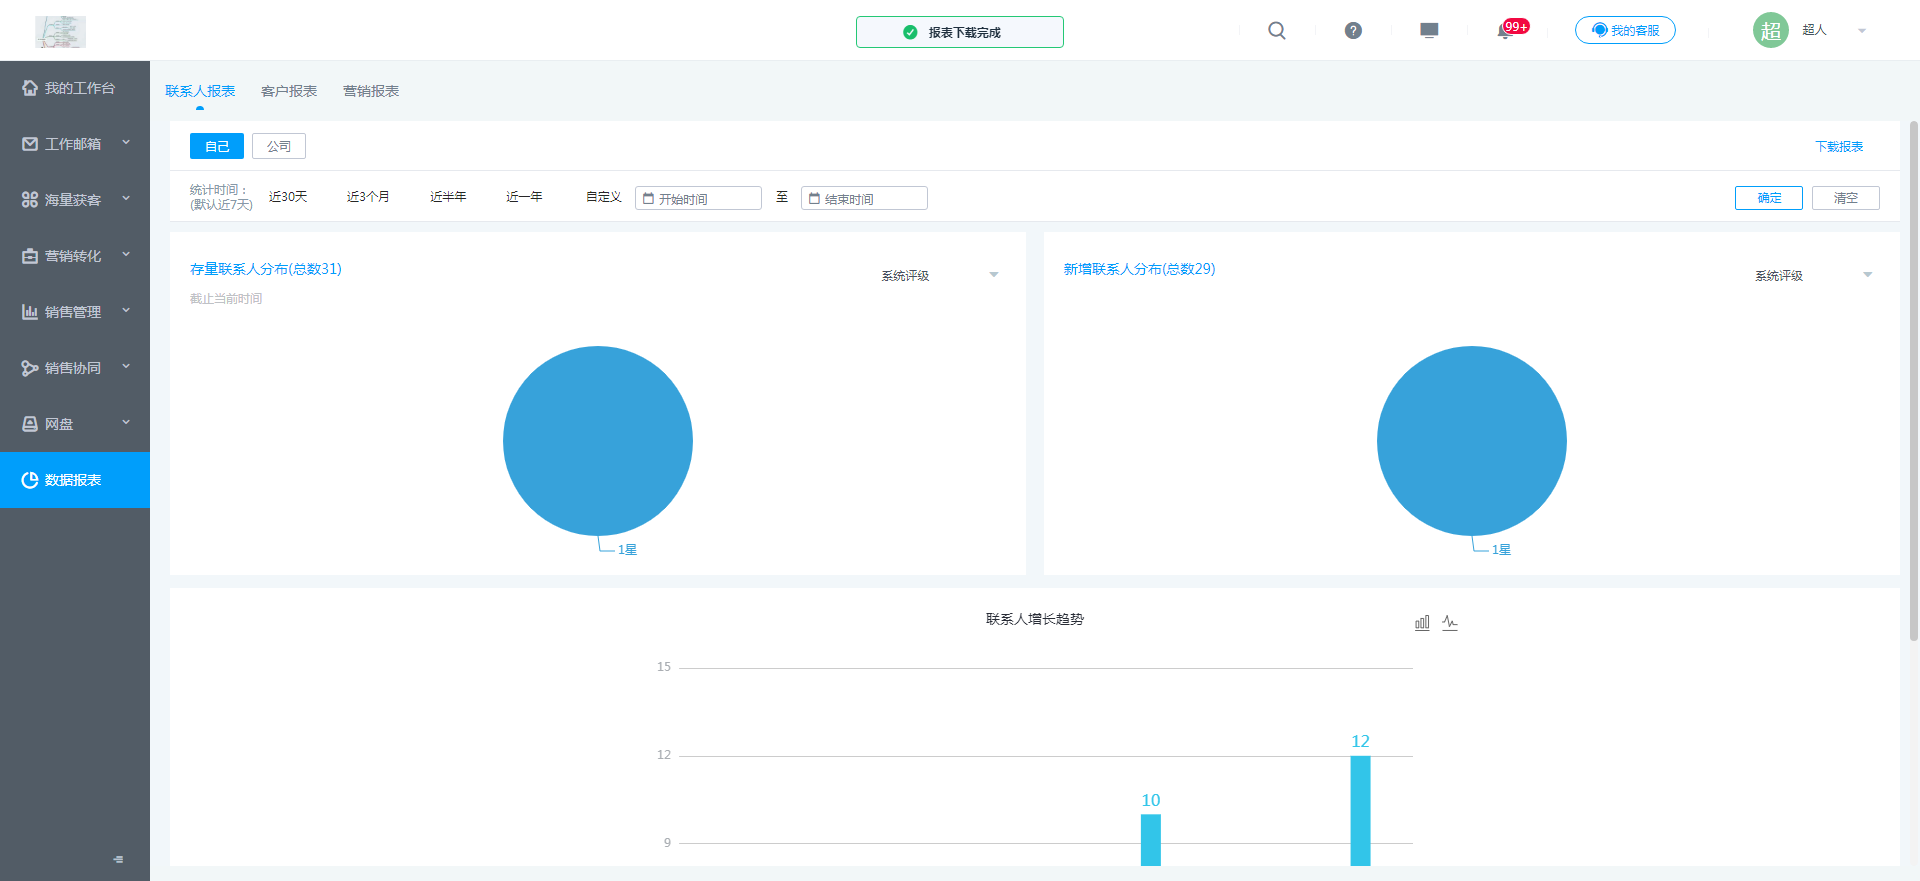 报表下载完成
99+
我的客服
超
超人
我的工作台
工作邮箱
海量获客
营销转化
销售管理
销售协同
网盘
数据报表
联系人报表 客户报表 营销报表
自己 公司 下载报表
统计时间：
(默认近7天)
近30天 近3个月 近半年 近一年 自定义 开始时间 至 结束时间 确定 清空
存量联系人分布(总数31)
系统评级
截止当前时间
1星
新增联系人分布(总数29)
系统评级
1星
联系人增长趋势
15
12
9
10
12